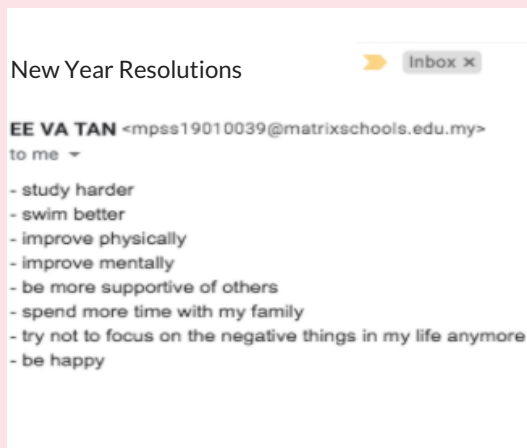 New Year Resolutions
Inbox ×
EE VA TAN <mpss19010039@matrixschools.edu.my>
to me
- study harder
- swim better
- improve physically
- improve mentally
- be more supportive of others
- spend more time with my family
- try not to focus on the negative things in my life anymore
- be happy